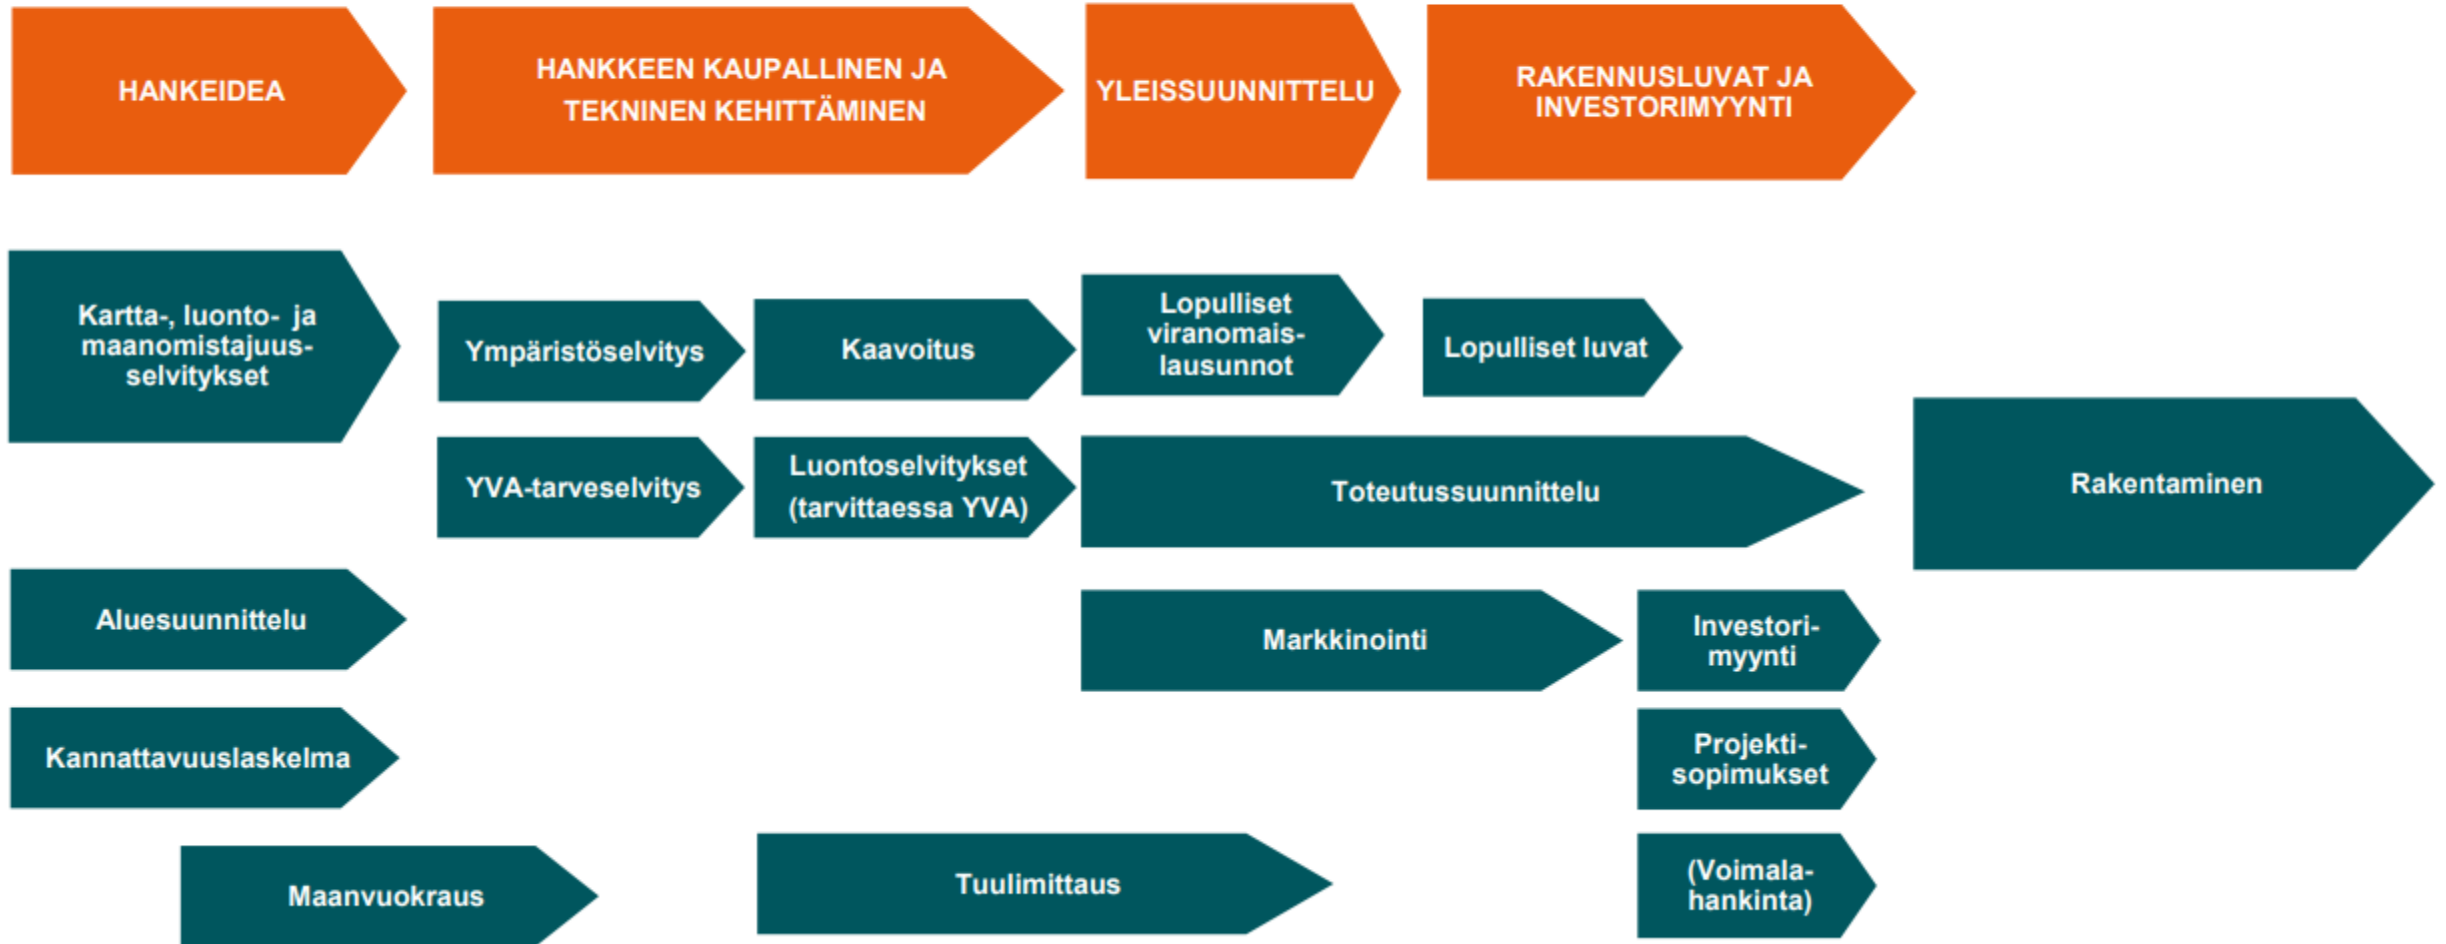 HANKEIDEA
HANKKEEN KAUPALLINEN JA
TEKNINEN KEHITTÄMINEN
YLEISSUUNNITTELU
RAKENNUSLUVAT JA
INVESTORIMYYNTI
Kartta-, luonto- ja
maanomistajuus-
selvitykset
Ympäristöselvitys
Kaavoitus
Lopulliset
viranomais-
lausunnot
Lopulliset luvat
YVA-tarveselvitys
Luontoselvitykset
(tarvittaessa YVA)
Toteutussuunnittelu
Rakentaminen
Aluesuunnittelu
Markkinointi
Investori-
myynti
Kannattavuuslaskelma
Projekti-
sopimukset
Maanvuokraus
Tuulimittaus
(Voimala-
hankinta)